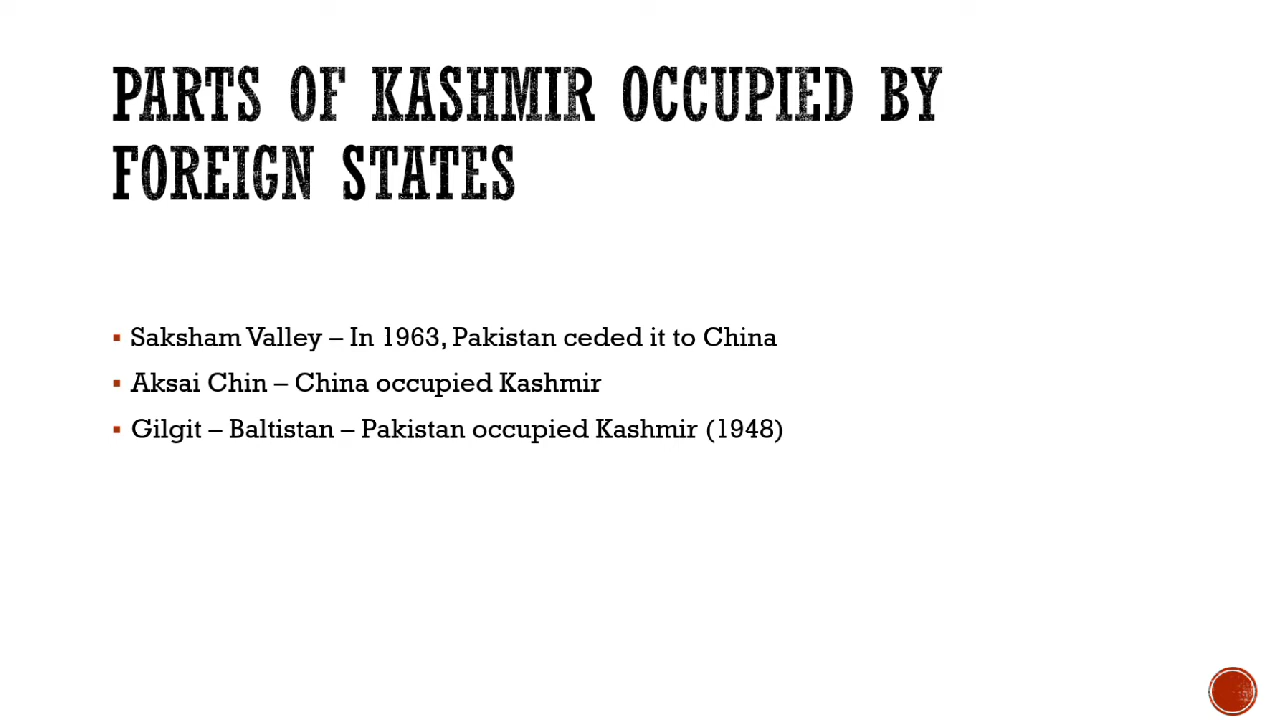 PARTS OF KASHMIR OCCUPIED BY
FOREIGN STATES
▪ Saksham Valley – In 1963, Pakistan ceded it to China
▪ Aksai Chin – China occupied Kashmir
▪ Gilgit – Baltistan – Pakistan occupied Kashmir (1948)